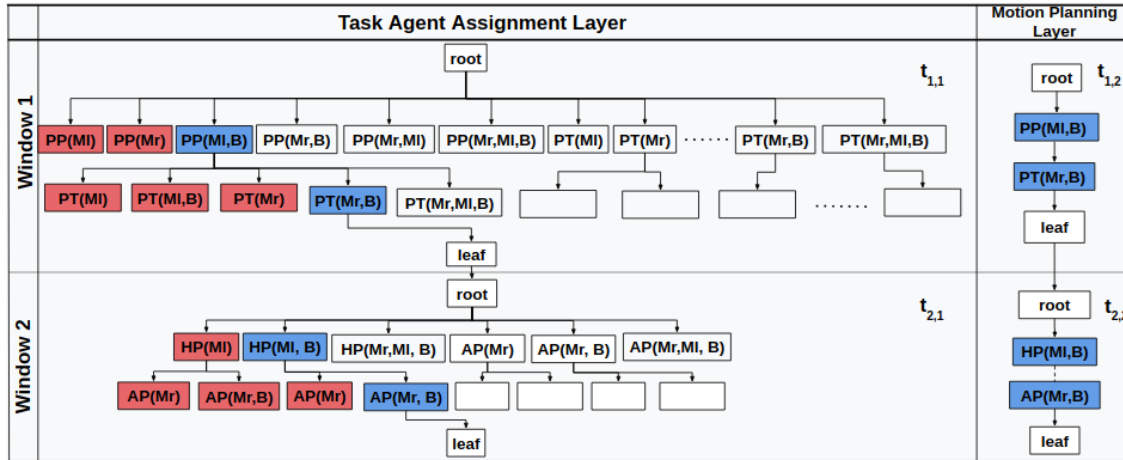 Task Agent Assignment Layer
Motion Planning
Layer
Window 1
root
t1,1
root
t1,2
PP(Ml) PP(Mr) PP(Ml,B) PP(Mr,B) PP(Mr,Ml) PP(Mr,Ml,B) PT(Ml) PT(Mr) ...... PT(Mr,B) PT(Mr,Ml,B)
PP(Ml,B)
PT(Ml) PT(Ml,B) PT(Mr) PT(Mr,B) PT(Mr,Ml,B) ......
PT(Mr,B)
leaf
leaf
Window 2
root
t2,1
root
HP(Ml) HP(Ml, B) HP(Mr,Ml, B) AP(Mr) AP(Mr, B) AP(Mr,Ml, B)
HP(Ml,B)
AP(Mr) AP(Mr,B) AP(Mr) AP(Mr, B)
AP(Mr,B)
leaf
leaf